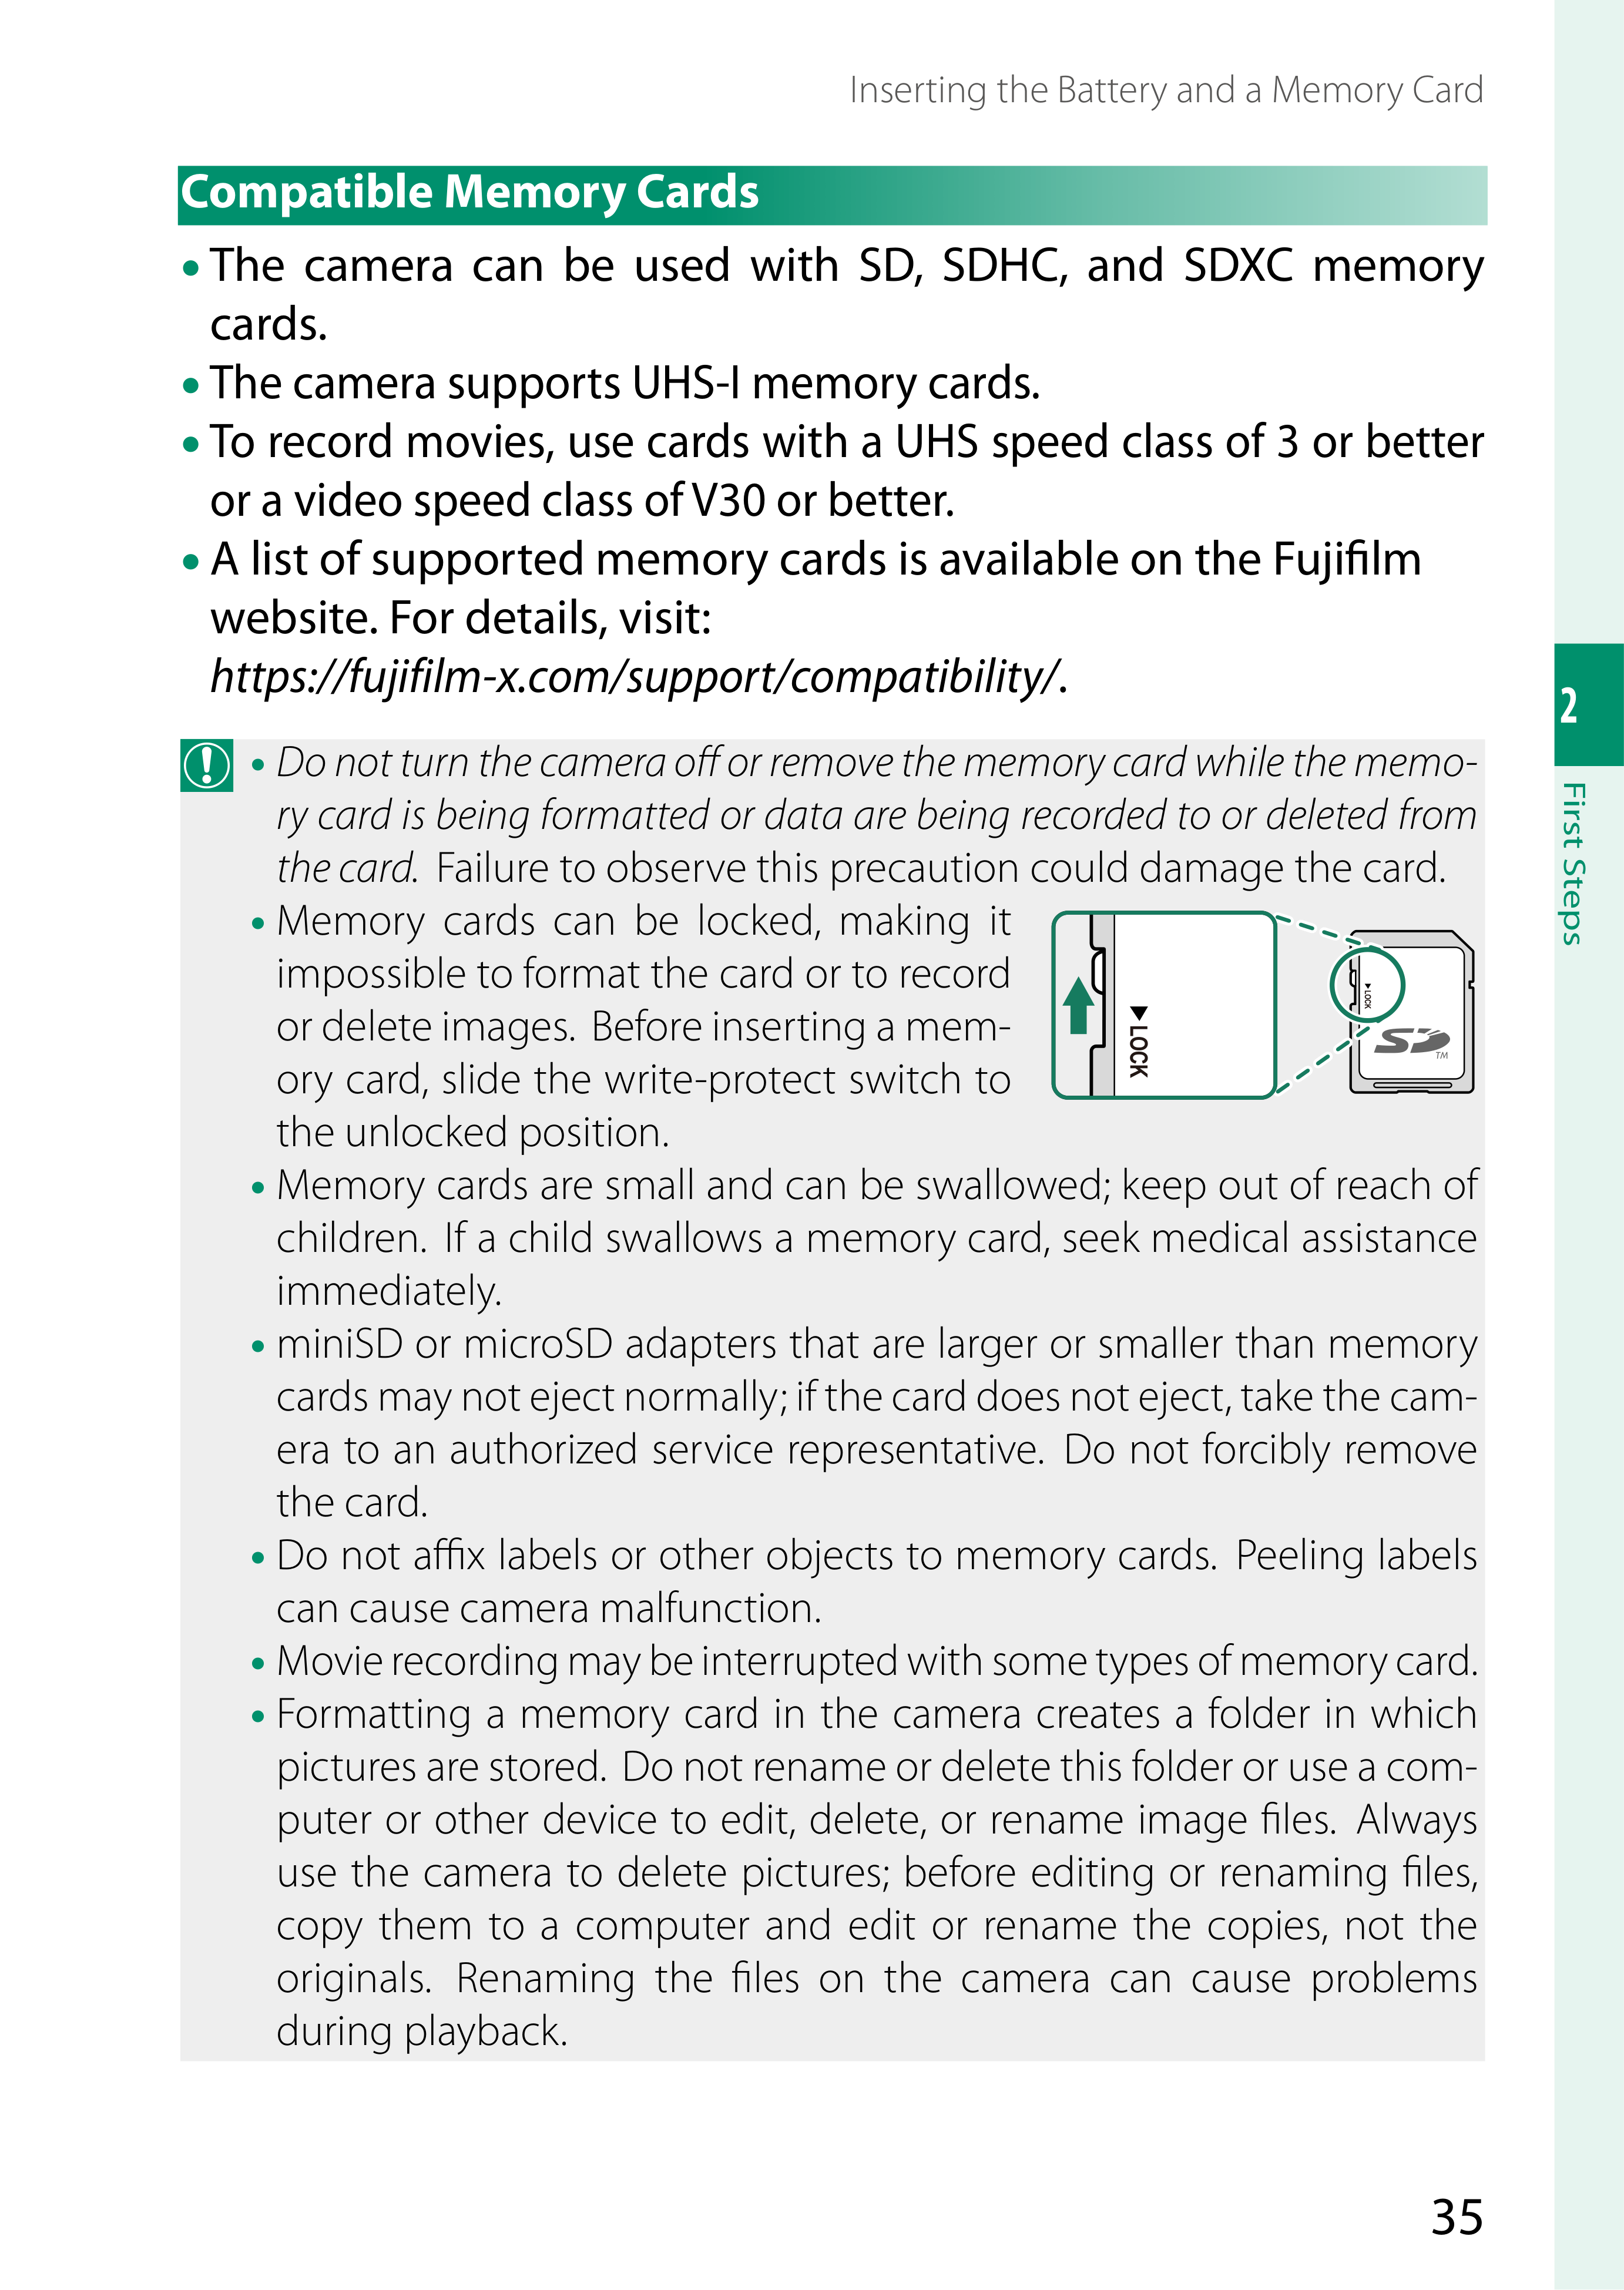 Inserting the Battery and a Memory Card
Compatible Memory Cards
• The camera can be used with SD, SDHC, and SDXC memory
cards.
• The camera supports UHS-I memory cards.
• To record movies, use cards with a UHS speed class of 3 or better
or a video speed class of V30 or better.
• A list of supported memory cards is available on the Fujifilm
website. For details, visit:
https://fujifilm-x.com/support/compatibility/.
• Do not turn the camera off or remove the memory card while the memo-
ry card is being formatted or data are being recorded to or deleted from
the card. Failure to observe this precaution could damage the card.
• Memory cards can be locked, making it
impossible to format the card or to record
or delete images. Before inserting a mem-
ory card, slide the write-protect switch to
the unlocked position.
▶LOCK
▶LOCK
SD™
• Memory cards are small and can be swallowed; keep out of reach of
children. If a child swallows a memory card, seek medical assistance
immediately.
• miniSD or microSD adapters that are larger or smaller than memory
cards may not eject normally; if the card does not eject, take the cam-
era to an authorized service representative. Do not forcibly remove
the card.
• Do not affix labels or other objects to memory cards. Peeling labels
can cause camera malfunction.
• Movie recording may be interrupted with some types of memory card.
• Formatting a memory card in the camera creates a folder in which
pictures are stored. Do not rename or delete this folder or use a com-
puter or other device to edit, delete, or rename image files. Always
use the camera to delete pictures; before editing or renaming files,
copy them to a computer and edit or rename the copies, not the
originals. Renaming the files on the camera can cause problems
during playback.
2
First Steps
35